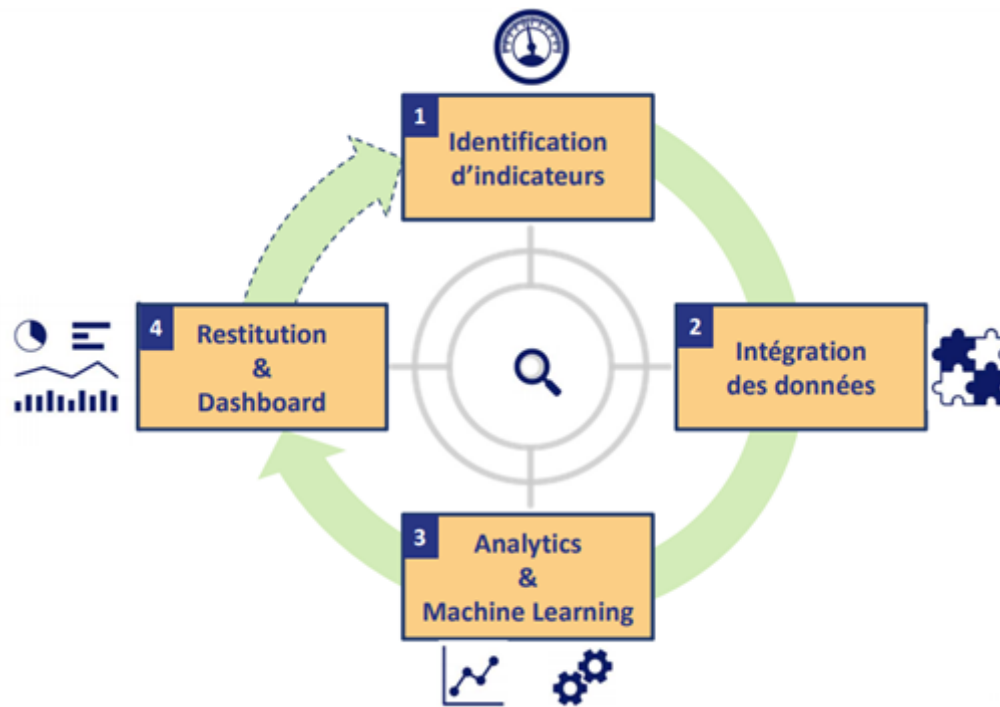 1
Identification
d'indicateurs
2
Intégration
des données
3
Analytics
&
Machine Learning
4
Restitution
&
Dashboard